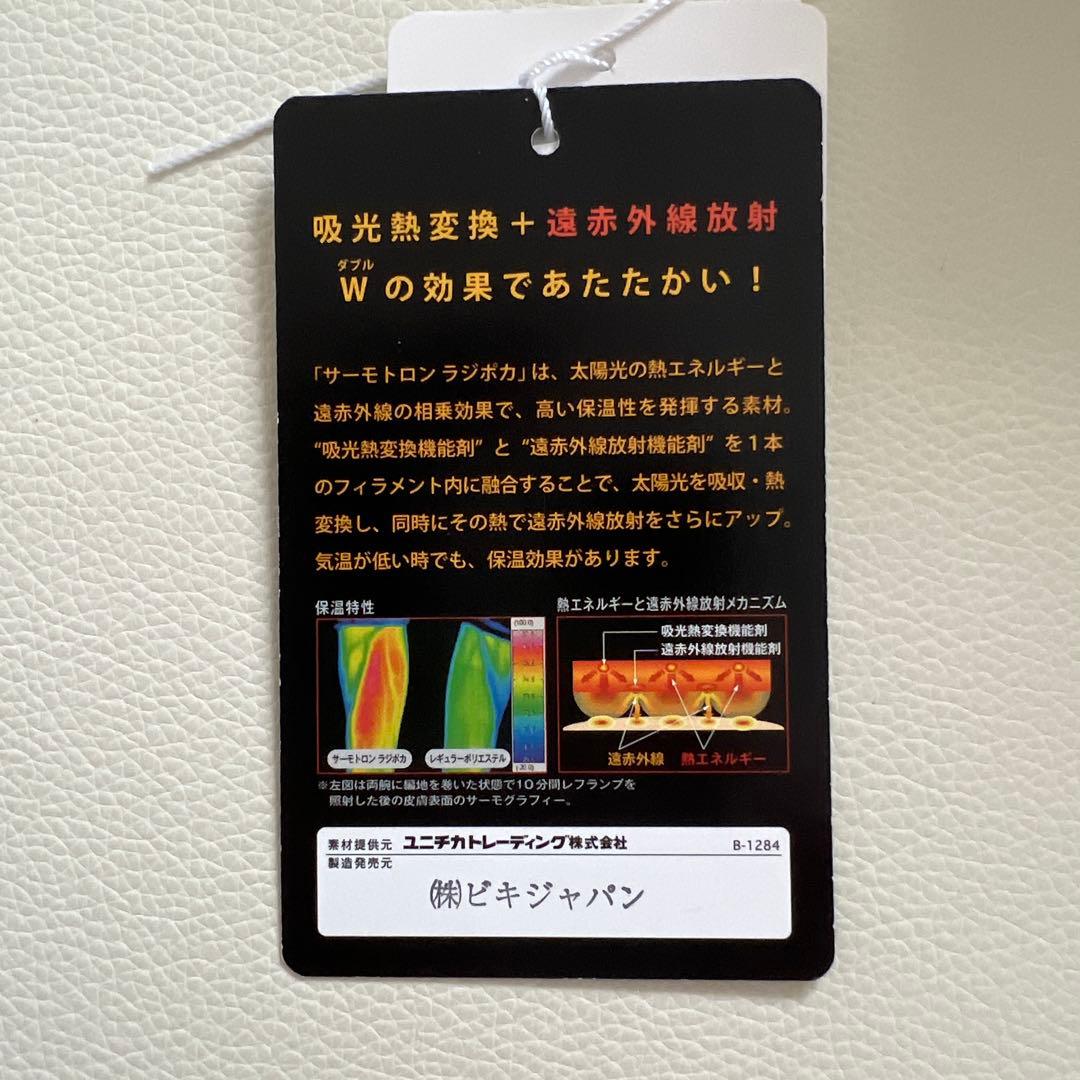 吸光熱変換＋遠赤外線放射
ダブル
Wの効果であたたかい！
「サーモトロン ラジポカ」は、太陽光の熱エネルギーと
遠赤外線の相乗効果で、高い保温性を発揮する素材。
“吸光熱変換機能剤” と “遠赤外線放射機能剤” を１本
のフィラメント内に融合することで、太陽光を吸収・熱
変換し、同時にその熱で遠赤外線放射をさらにアップ。
気温が低い時でも、保温効果があります。
保温特性
(100.0)
サーモトロン ラジポカ
レギュラーポリエステル
熱エネルギーと遠赤外線放射メカニズム
吸光熱変換機能剤
遠赤外線放射機能剤
遠赤外線 熱エネルギー
※左図は両腕に編地を巻いた状態で１０分間レフランプを
照射した後の皮膚表面のサーモグラフィー。
素材提供元 ユニチカトレーディング株式会社 B-1284
製造発売元
㈱ビキジャパン